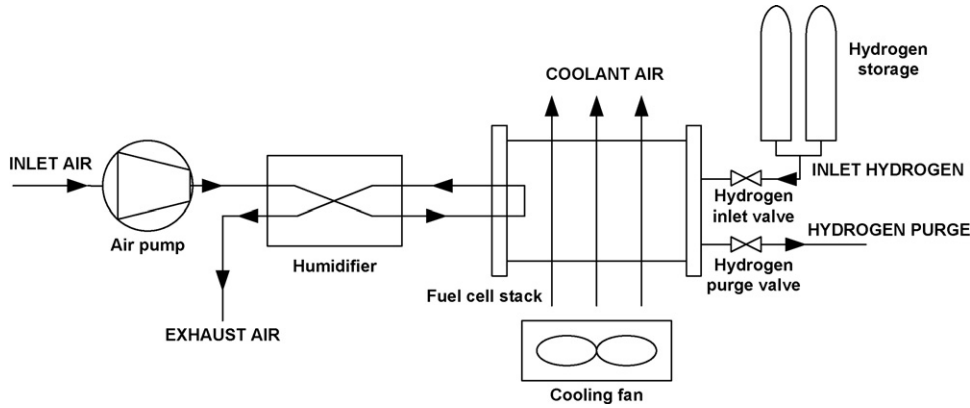 Hydrogen
storage
COOLANT AIR
INLET AIR
INLET HYDROGEN
Hydrogen
inlet valve
HYDROGEN PURGE
Air pump
Humidifier
Hydrogen
purge valve
Fuel cell stack
EXHAUST AIR
Cooling fan